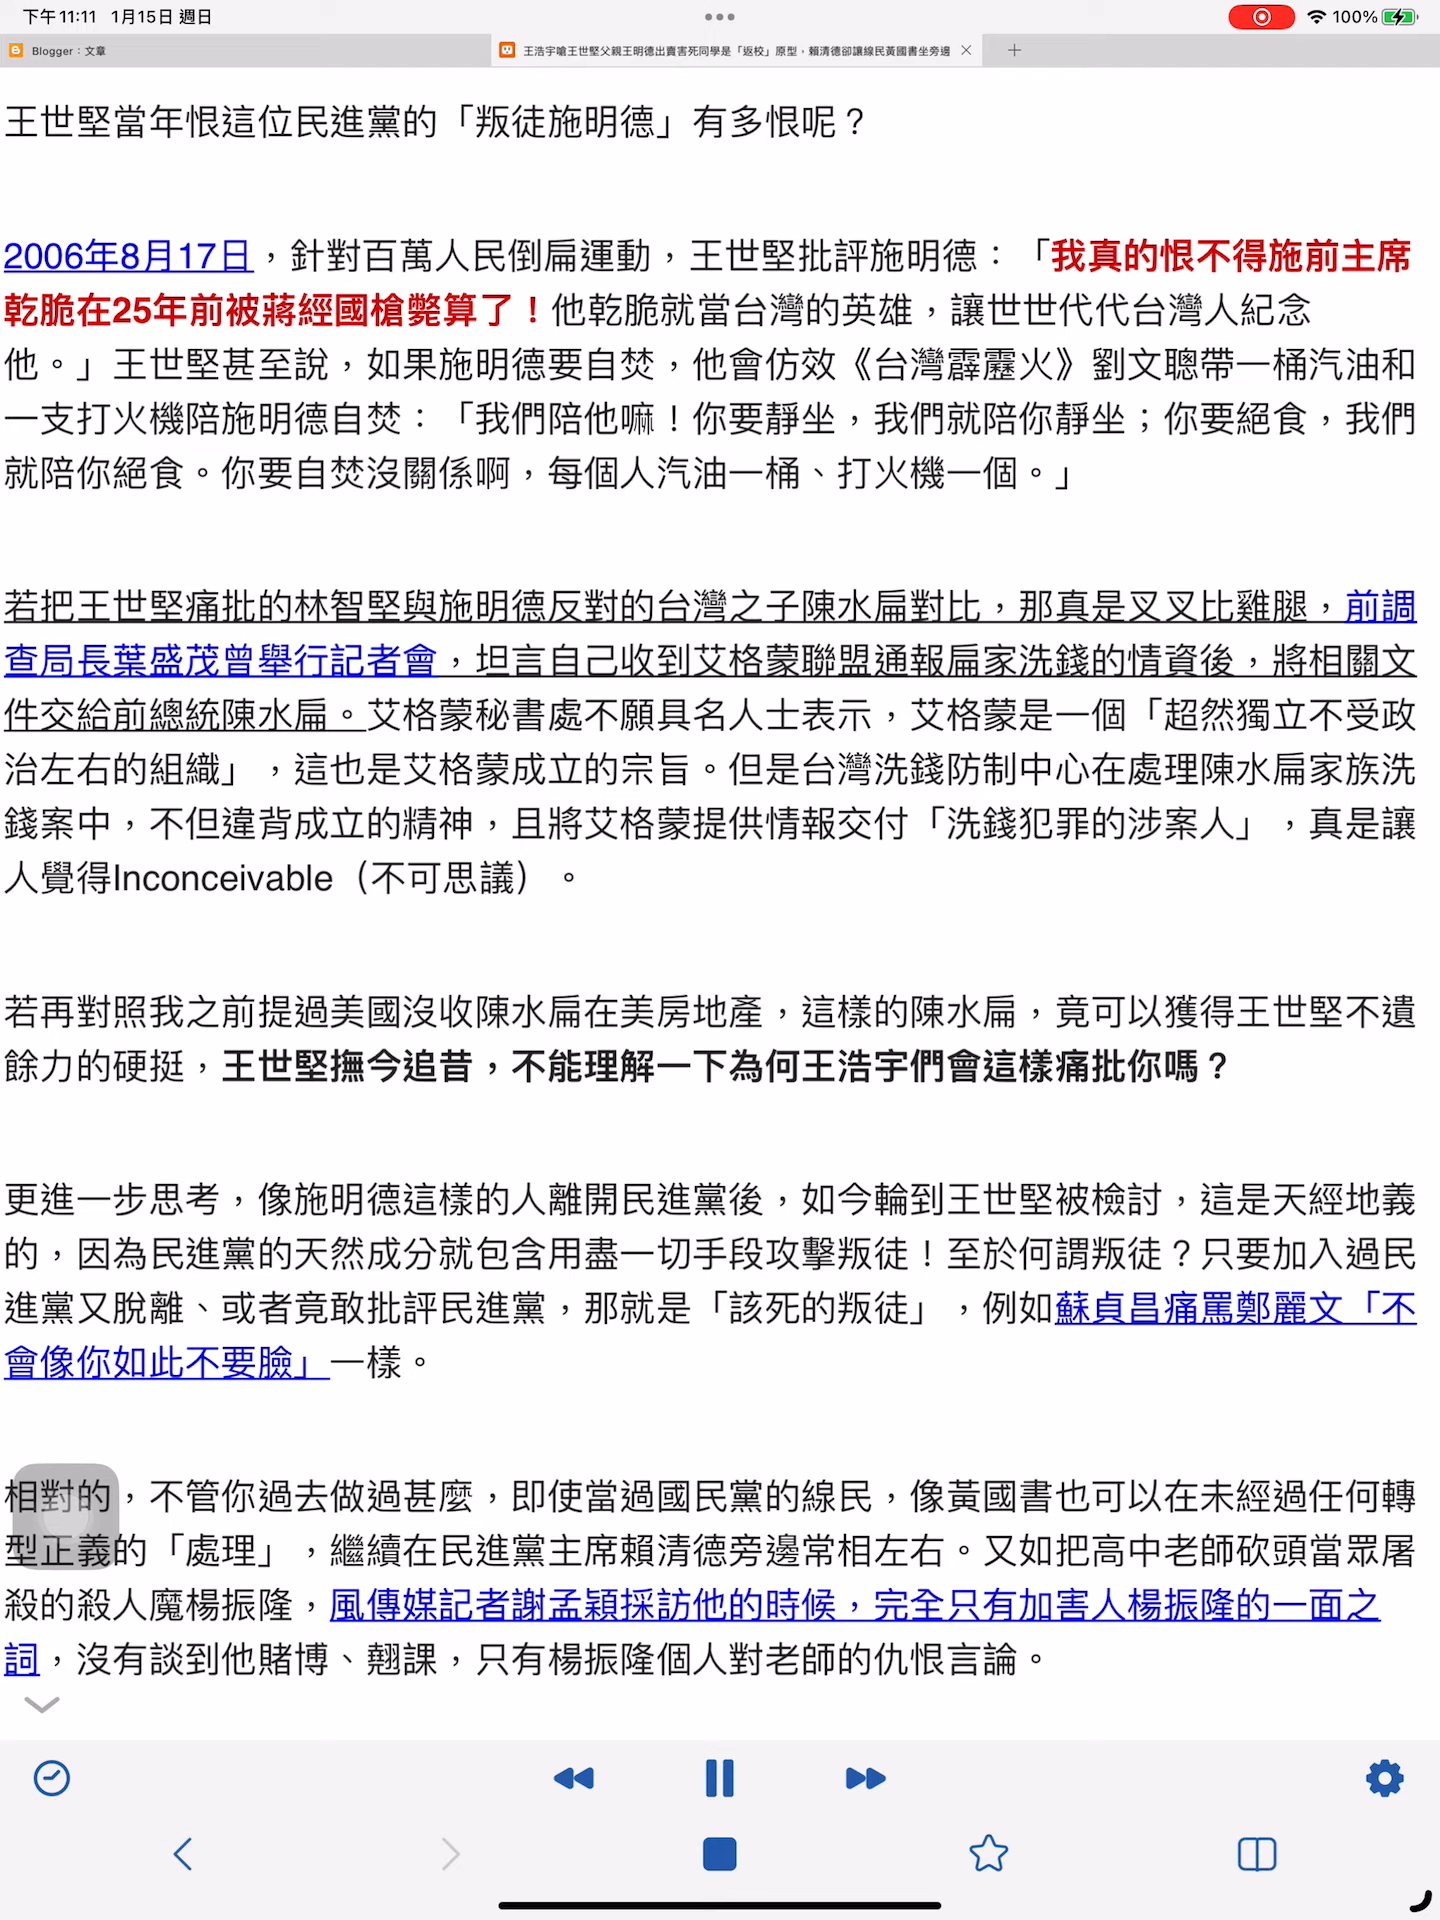 下午11:11 1月15日 週日
100%
Blogger：文章
王浩宇嗆王世堅父親王明德出賣害死同學是「返校」原型，賴清德卻讓線民黃國書坐旁邊
王世堅當年恨這位民進黨的「叛徒施明德」有多恨呢？
2006年8月17日，針對百萬人民倒扁運動，王世堅批評施明德：「我真的恨不得施前主席
乾脆在25年前被蔣經國槍斃算了！他乾脆就當台灣的英雄，讓世世代代台灣人紀念
他。」王世堅甚至說，如果施明德要自焚，他會仿效《台灣霹靂火》劉文聰帶一桶汽油和
一支打火機陪施明德自焚：「我們陪他嘛！你要靜坐，我們就陪你靜坐；你要絕食，我們
就陪你絕食。你要自焚沒關係啊，每個人汽油一桶、打火機一個。」
若把王世堅痛批的林智堅與施明德反對的台灣之子陳水扁對比，那真是叉叉比雞腿，前調
查局長葉盛茂曾舉行記者會，坦言自己收到艾格蒙聯盟通報扁家洗錢的情資後，將相關文
件交給前總統陳水扁。艾格蒙秘書處不願具名人士表示，艾格蒙是一個「超然獨立不受政
治左右的組織」，這也是艾格蒙成立的宗旨。但是台灣洗錢防制中心在處理陳水扁家族洗
錢案中，不但違背成立的精神，且將艾格蒙提供情報交付「洗錢犯罪的涉案人」，真是讓
人覺得Inconceivable（不可思議）。
若再對照我之前提過美國沒收陳水扁在美房地產，這樣的陳水扁，竟可以獲得王世堅不遺
餘力的硬挺，王世堅撫今追昔，不能理解一下為何王浩宇們會這樣痛批你嗎？
更進一步思考，像施明德這樣的人離開民進黨後，如今輪到王世堅被檢討，這是天經地義
的，因為民進黨的天然成分就包含用盡一切手段攻擊叛徒！至於何謂叛徒？只要加入過民
進黨又脫離、或者竟敢批評民進黨，那就是「該死的叛徒」，例如蘇貞昌痛罵鄭麗文「不
會像你如此不要臉」一樣。
相對的，不管你過去做過甚麼，即使當過國民黨的線民，像黃國書也可以在未經過任何轉
型正義的「處理」，繼續在民進黨主席賴清德旁邊常相左右。又如把高中老師砍頭當眾屠
殺的殺人魔楊振隆，風傳媒記者謝孟穎採訪他的時候，完全只有加害人楊振隆的一面之
詞，沒有談到他賭博、翹課，只有楊振隆個人對老師的仇恨言論。